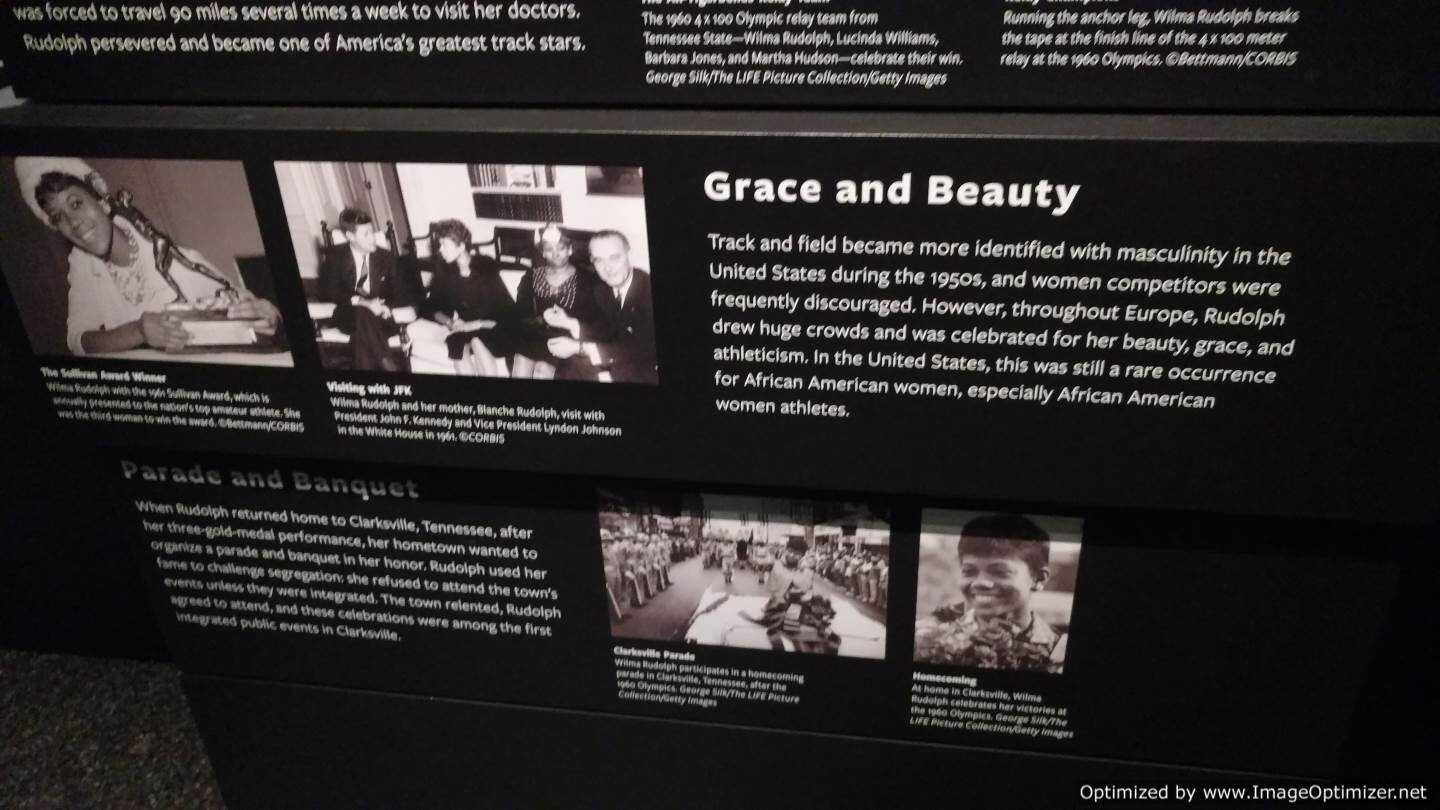 was forced to travel 90 miles several times a week to visit her doctors.
Rudolph persevered and became one of America's greatest track stars.
The 1960 4 x 100 Olympic relay team from
Tennessee State—Wilma Rudolph, Lucinda Williams,
Barbara Jones, and Martha Hudson—celebrate their win.
George Silk/The LIFE Picture Collection/Getty Images
Running the anchor leg, Wilma Rudolph breaks
the tape at the finish line of the 4 x 100 meter
relay at the 1960 Olympics. ©Bettmann/CORBIS
The Sullivan Award Winner
Wilma Rudolph with the 1961 Sullivan Award, which is
annually presented to the nation's top amateur athlete. She
was the third woman to win the award. ©Bettmann/CORBIS
Visiting with JFK
Wilma Rudolph and her mother, Blanche Rudolph, visit with
President John F. Kennedy and Vice President Lyndon Johnson
in the White House in 1961. ©CORBIS
Grace and Beauty
Track and field became more identified with masculinity in the
United States during the 1950s, and women competitors were
frequently discouraged. However, throughout Europe, Rudolph
drew huge crowds and was celebrated for her beauty, grace, and
athleticism. In the United States, this was still a rare occurrence
for African American women, especially African American
women athletes.
Parade and Banquet
When Rudolph returned home to Clarksville, Tennessee, after
her three-gold-medal performance, her hometown wanted to
organize a parade and banquet in her honor. Rudolph used her
fame to challenge segregation: she refused to attend the town's
events unless they were integrated. The town relented, Rudolph
agreed to attend, and these celebrations were among the first
integrated public events in Clarksville.
Clarksville Parade
Wilma Rudolph participates in a homecoming
parade in Clarksville, Tennessee, after the
1960 Olympics. George Silk/The LIFE Picture
Collection/Getty Images
Homecoming
At home in Clarksville, Wilma
Rudolph celebrates her victories at
the 1960 Olympics. George Silk/The
LIFE Picture Collection/Getty Images
Optimized by www.ImageOptimizer.net